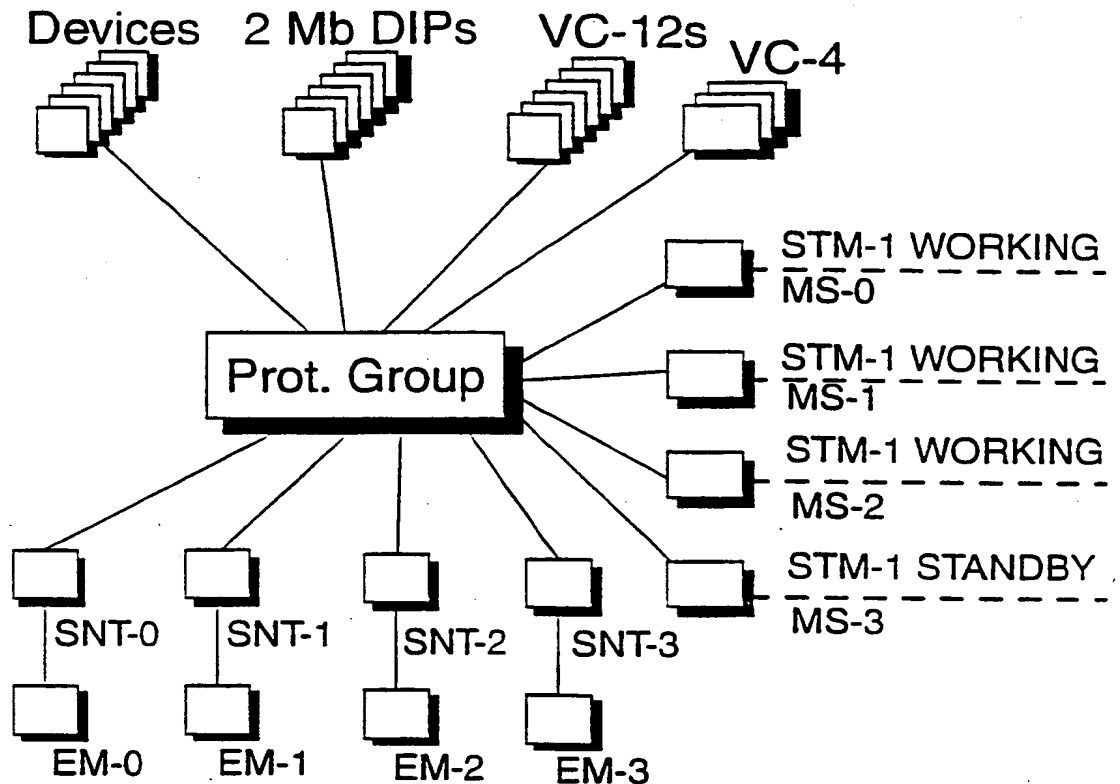 Devices
2 Mb DIPs
VC-12s
VC-4
STM-1 WORKING
MS-0
STM-1 WORKING
MS-1
Prot. Group
STM-1 WORKING
MS-2
STM-1 STANDBY
MS-3
SNT-0
SNT-1
SNT-2
SNT-3
EM-0
EM-1
EM-2
EM-3